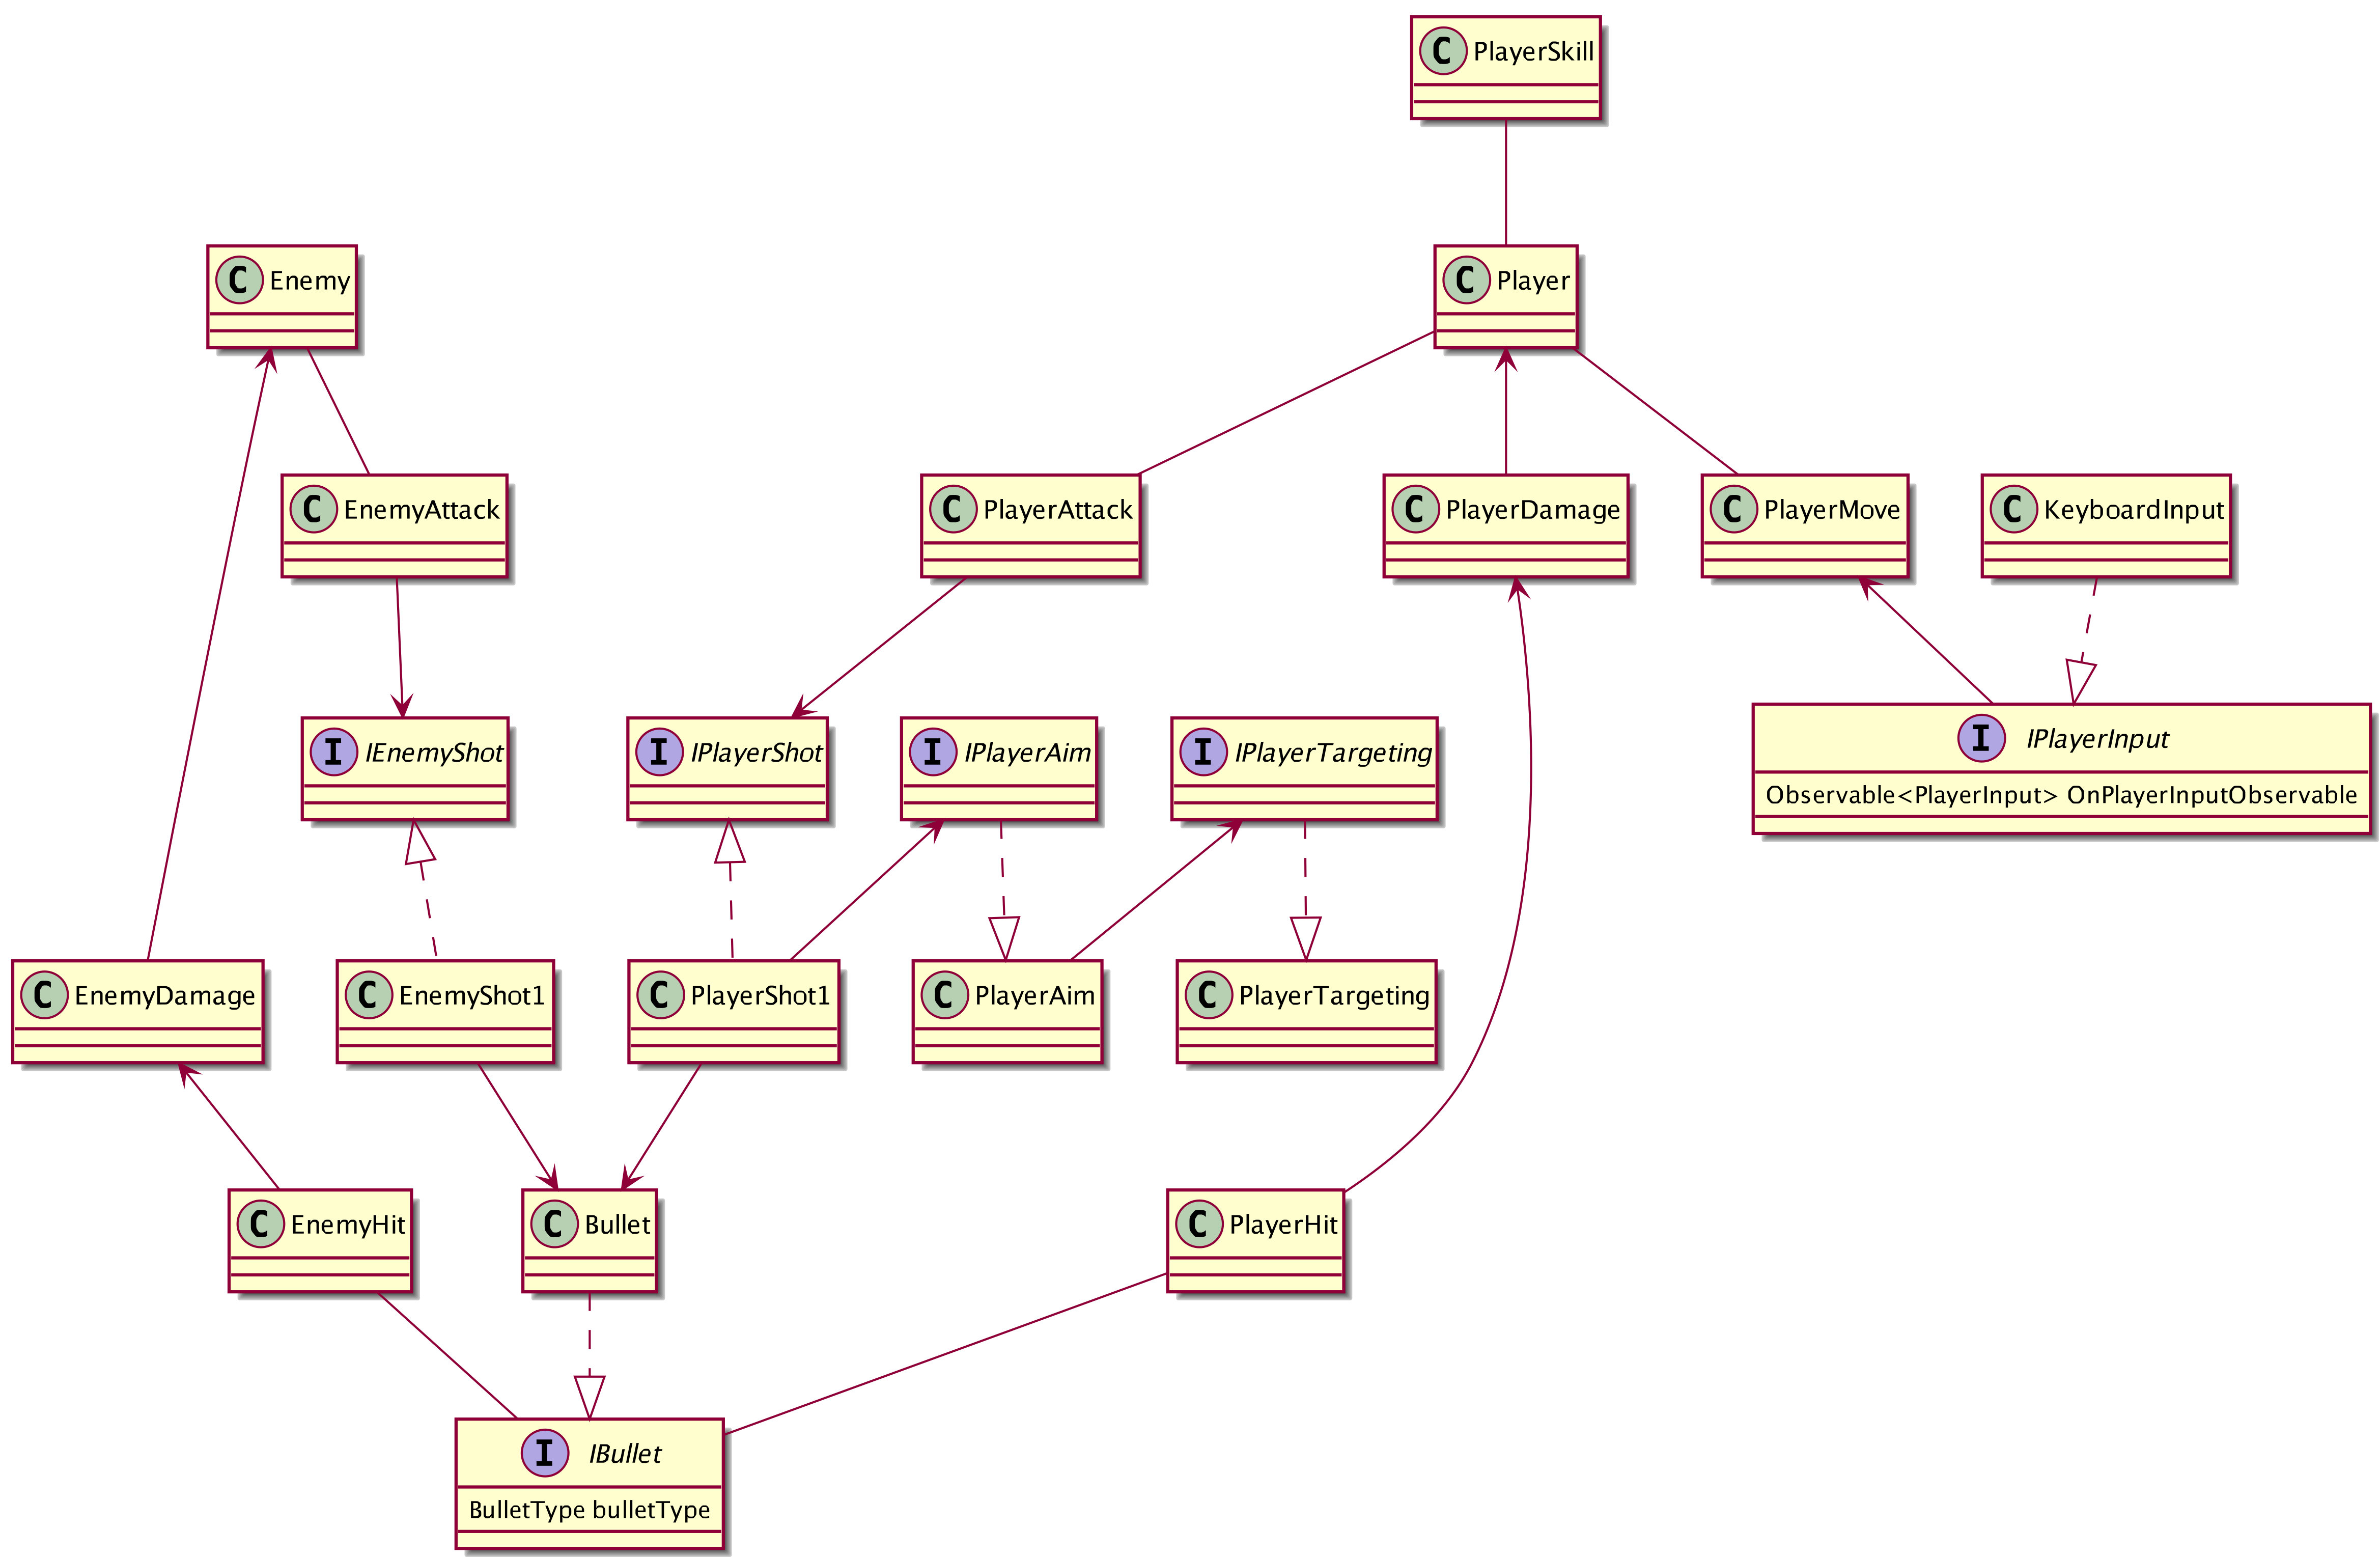 C PlayerSkill
C Enemy
C Player
C EnemyAttack
C PlayerAttack
C PlayerDamage
C PlayerMove
C KeyboardInput
I IEnemyShot
I IPlayerShot
I IPlayerAim
I IPlayerTargeting
I IPlayerInput
Observable<PlayerInput> OnPlayerInputObservable
C EnemyDamage
C EnemyShot1
C PlayerShot1
C PlayerAim
C PlayerTargeting
C EnemyHit
C Bullet
C PlayerHit
I IBullet
BulletType bulletType